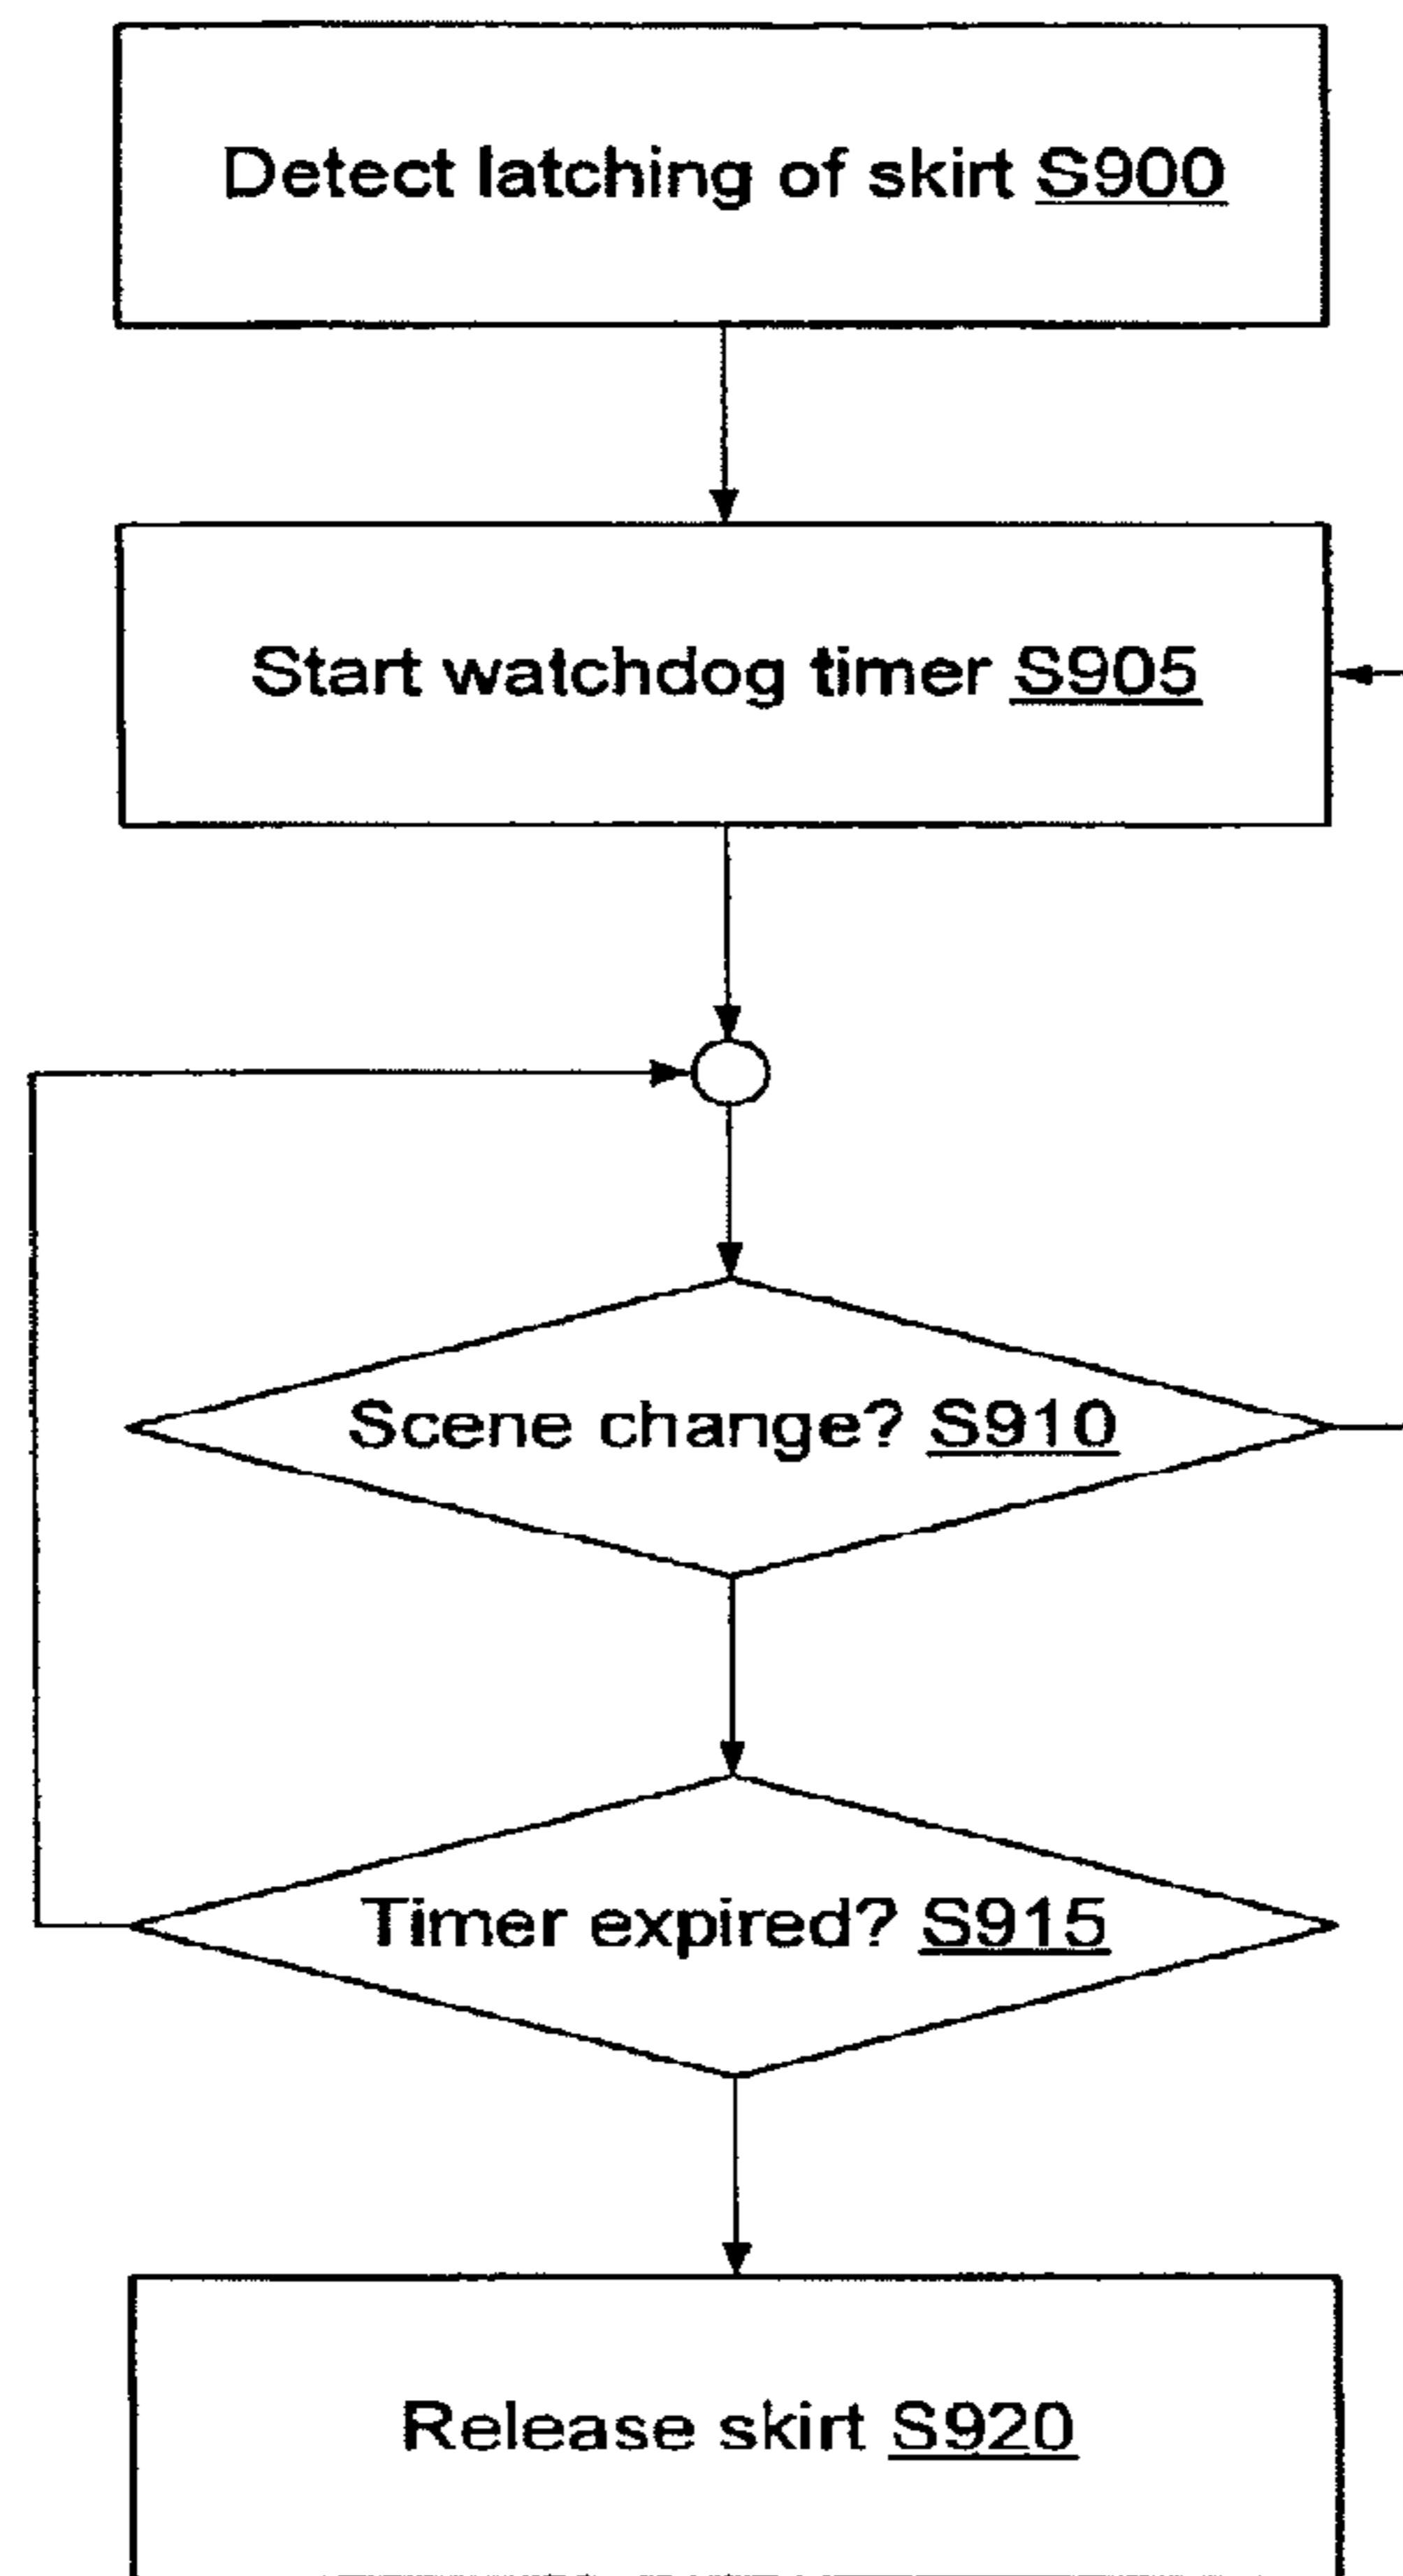 Detect latching of skirt S900
Start watchdog timer S905
Scene change? S910
Timer expired? S915
Release skirt S920